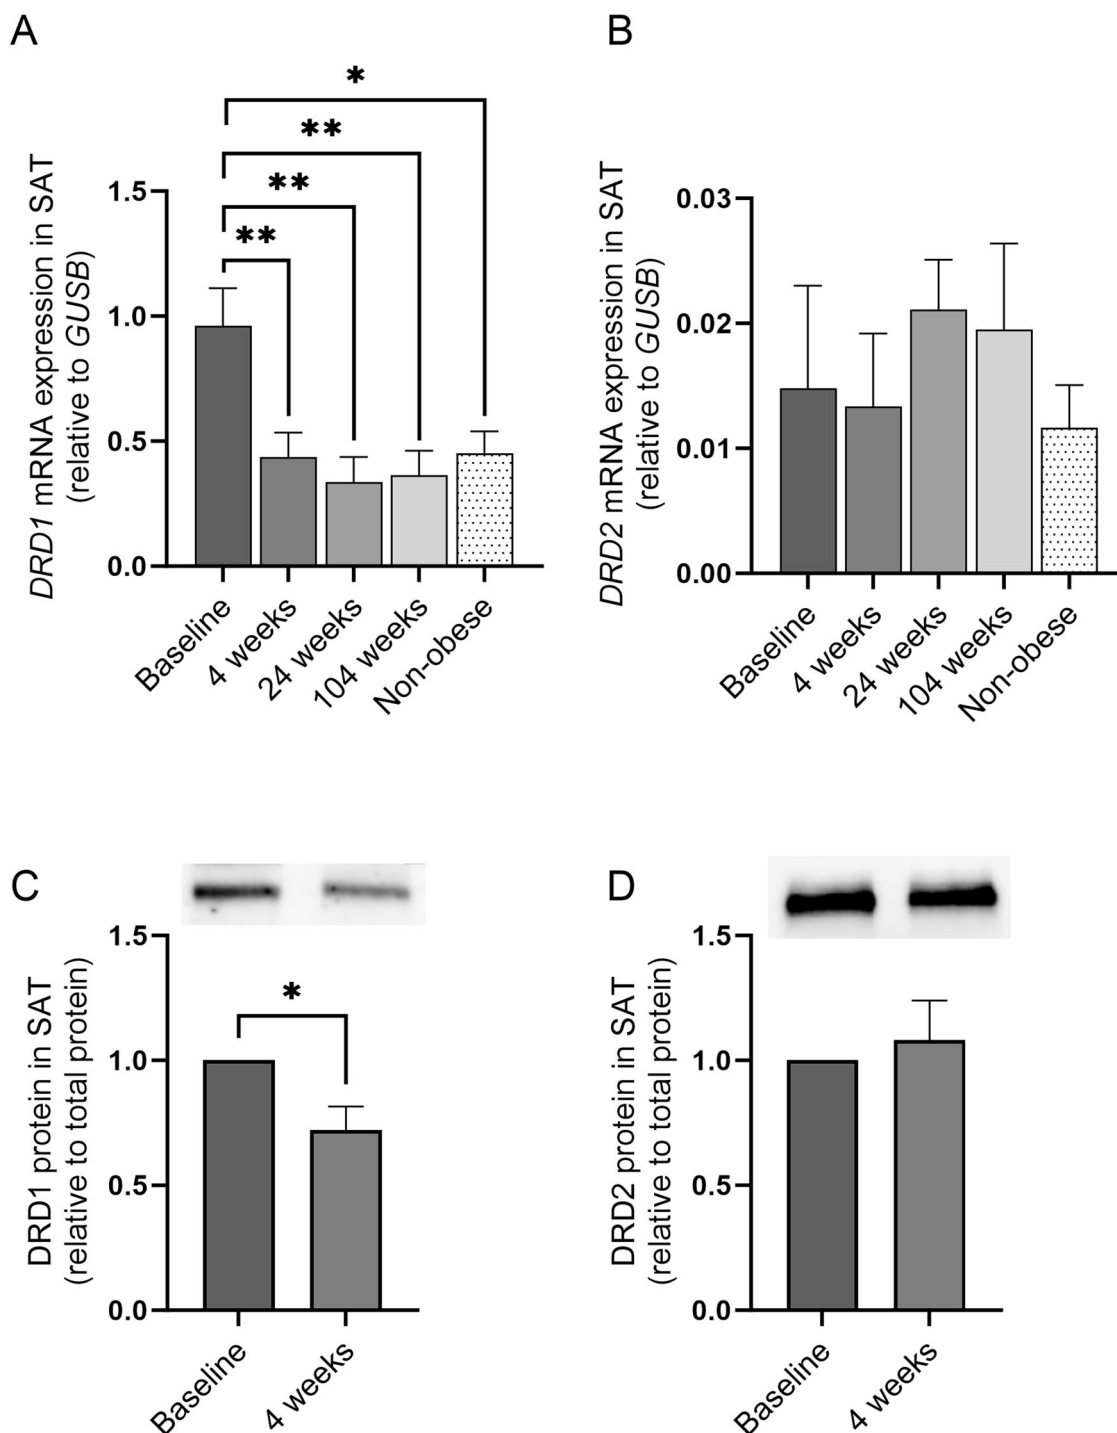 A
DRD1 mRNA expression in SAT
(relative to GUSB)
1.5
1.0
0.5
0.0
*
**
**
**
Baseline
4 weeks
24 weeks
104 weeks
Non-obese
B
DRD2 mRNA expression in SAT
(relative to GUSB)
0.03
0.02
0.01
0.00
Baseline
4 weeks
24 weeks
104 weeks
Non-obese
C
DRD1 protein in SAT
(relative to total protein)
1.5
1.0
0.5
0.0
*
Baseline
4 weeks
D
DRD2 protein in SAT
(relative to total protein)
1.5
1.0
0.5
0.0
Baseline
4 weeks